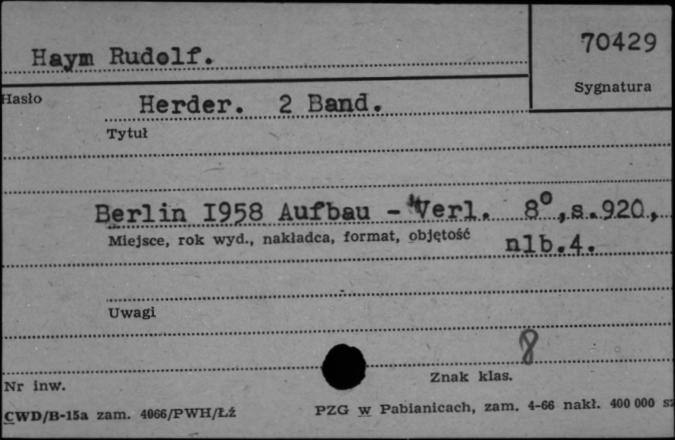 Haym Rudolf.
70429
Sygnatura
Hasło
Herder. 2 Band.
Tytuł
Berlin I958 Aufbau - Verl. 8°,s.920,
Miejsce, rok wyd., nakładca, format, objętość
nlb.4.
Uwagi
8
Nr inw.
Znak klas.
CWD/B-15a zam. 4066/PWH/Łź
PZG w Pabianicach, zam. 4-66 nakł. 400 000 sz